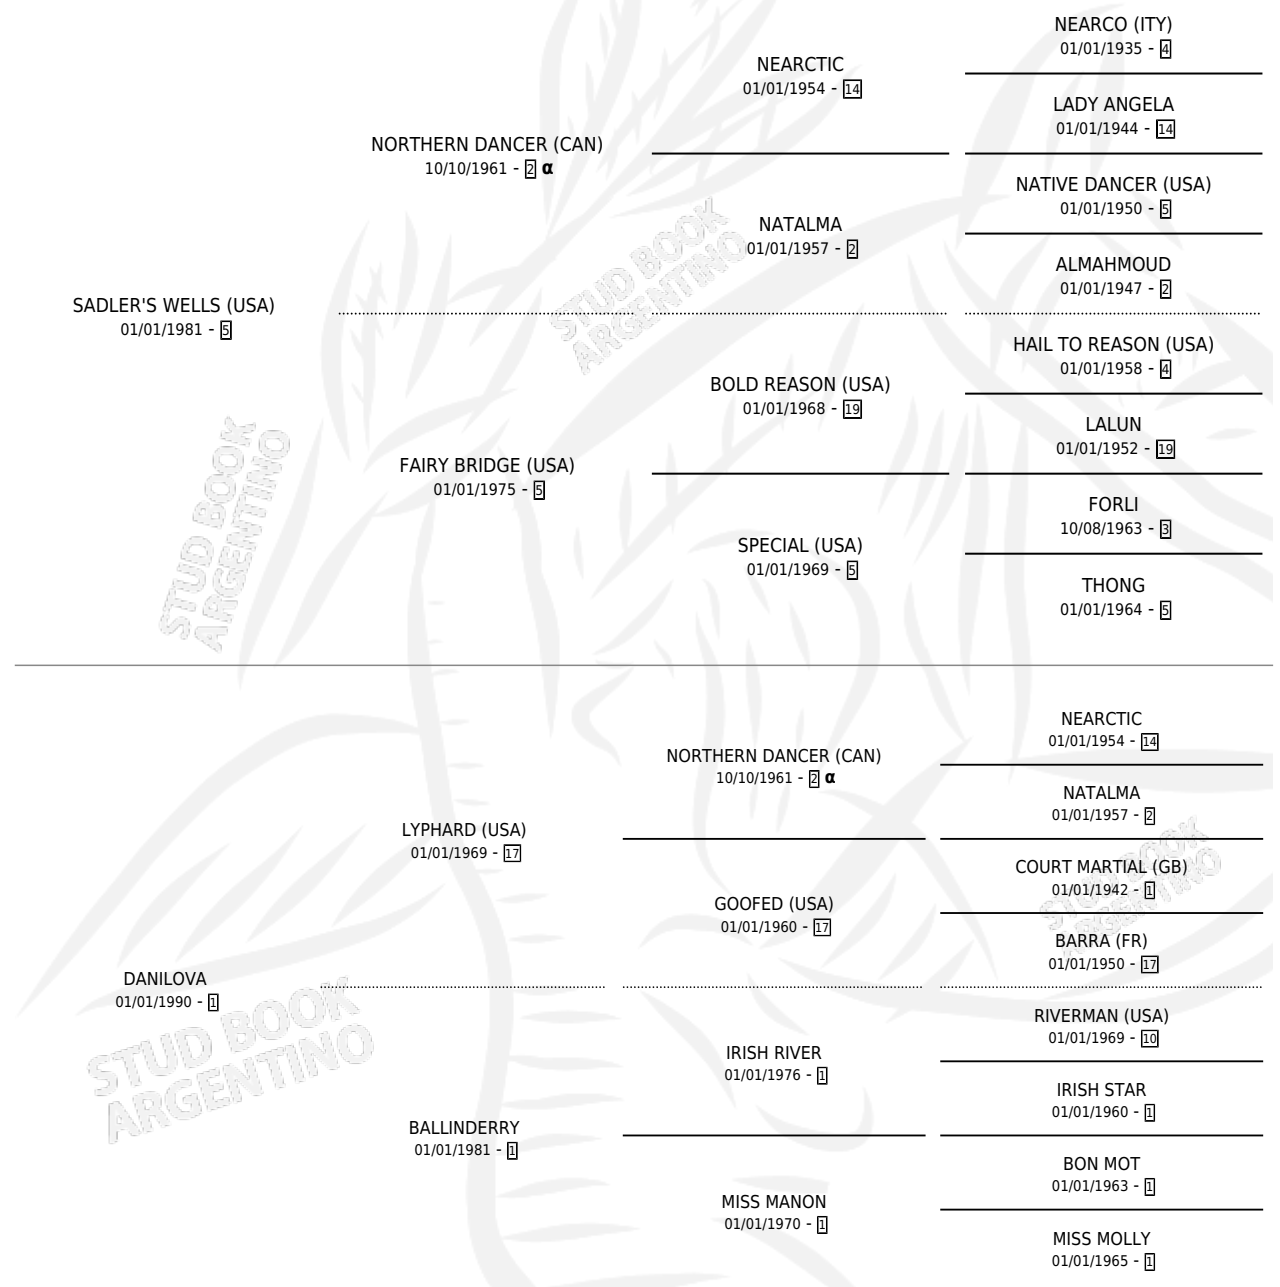 NEARCO (ITY)
01/01/1935 - 4
NEARCTIC
01/01/1954 - 14
LADY ANGELA
01/01/1944 - 14
NORTHERN DANCER (CAN)
10/10/1961 - 2 α
NATIVE DANCER (USA)
01/01/1950 - 5
NATALMA
01/01/1957 - 2
ALMAHMOUD
01/01/1947 - 2
SADLER'S WELLS (USA)
01/01/1981 - 5
HAIL TO REASON (USA)
01/01/1958 - 4
BOLD REASON (USA)
01/01/1968 - 19
LALUN
01/01/1952 - 19
FAIRY BRIDGE (USA)
01/01/1975 - 5
FORLI
10/08/1963 - 3
SPECIAL (USA)
01/01/1969 - 5
THONG
01/01/1964 - 5
STUD BOOK
ARGENTINO
STUD BOOK
ARGENTINO
NEARCTIC
01/01/1954 - 14
NORTHERN DANCER (CAN)
10/10/1961 - 2 α
NATALMA
01/01/1957 - 2
LYPHARD (USA)
01/01/1969 - 17
COURT MARTIAL (GB)
01/01/1942 - 1
GOOFED (USA)
01/01/1960 - 17
BARRA (FR)
01/01/1950 - 17
DANILOVA
01/01/1990 - 1
RIVERMAN (USA)
01/01/1969 - 10
IRISH RIVER
01/01/1976 - 1
IRISH STAR
01/01/1960 - 1
BALLINDERRY
01/01/1981 - 1
BON MOT
01/01/1963 - 1
MISS MANON
01/01/1970 - 1
MISS MOLLY
01/01/1965 - 1
STUD BOOK
ARGENTINO
STUD BOOK
ARGENTINO